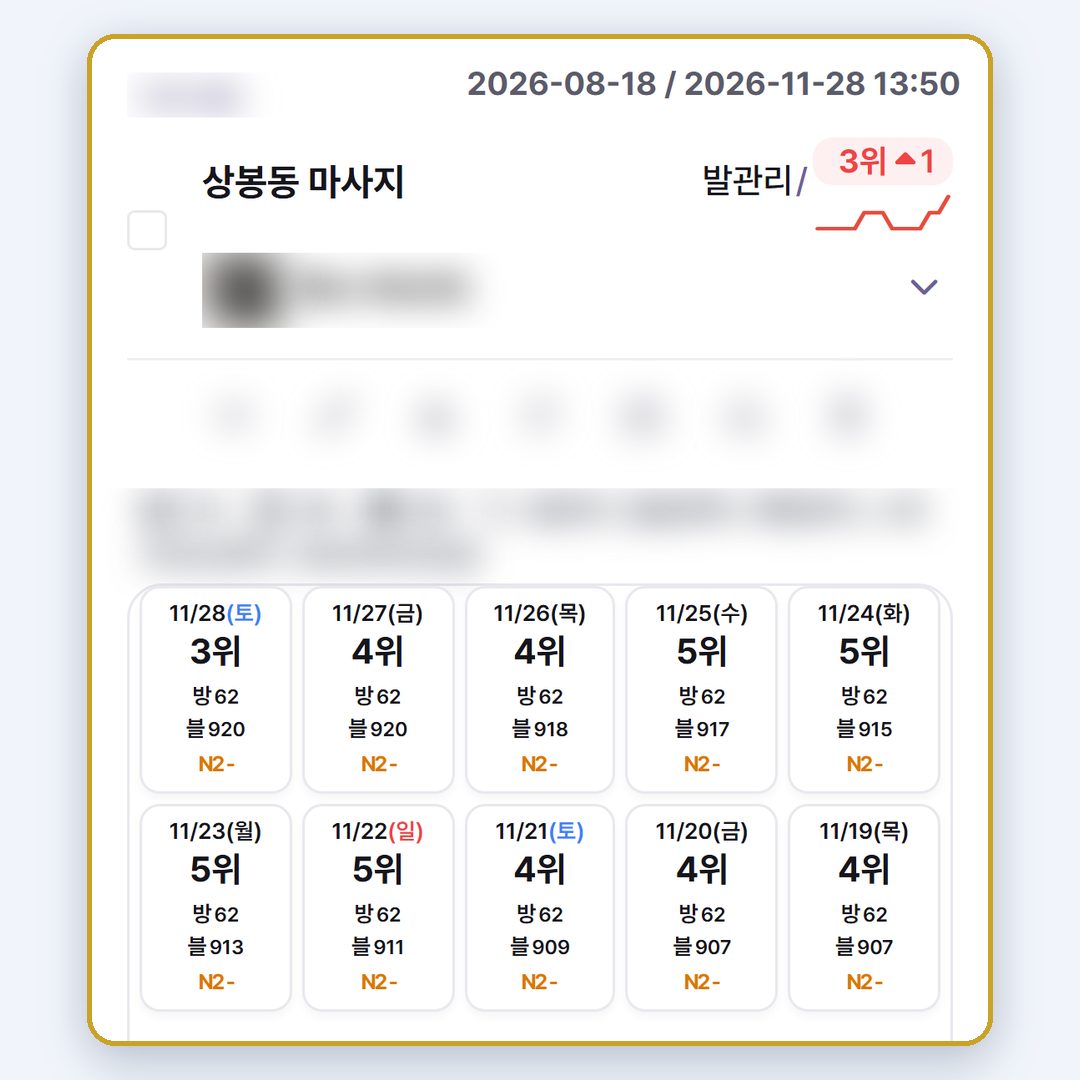 2026-08-18 / 2026-11-28 13:50
상봉동 마사지
발관리/ 3위 ▲1
11/28(토) 11/27(금) 11/26(목) 11/25(수) 11/24(화)
3위 4위 4위 5위 5위
방62 방62 방62 방62 방62
블920 블920 블918 블917 블915
N2- N2- N2- N2- N2-
11/23(월) 11/22(일) 11/21(토) 11/20(금) 11/19(목)
5위 5위 4위 4위 4위
방62 방62 방62 방62 방62
블913 블911 블909 블907 블907
N2- N2- N2- N2- N2-